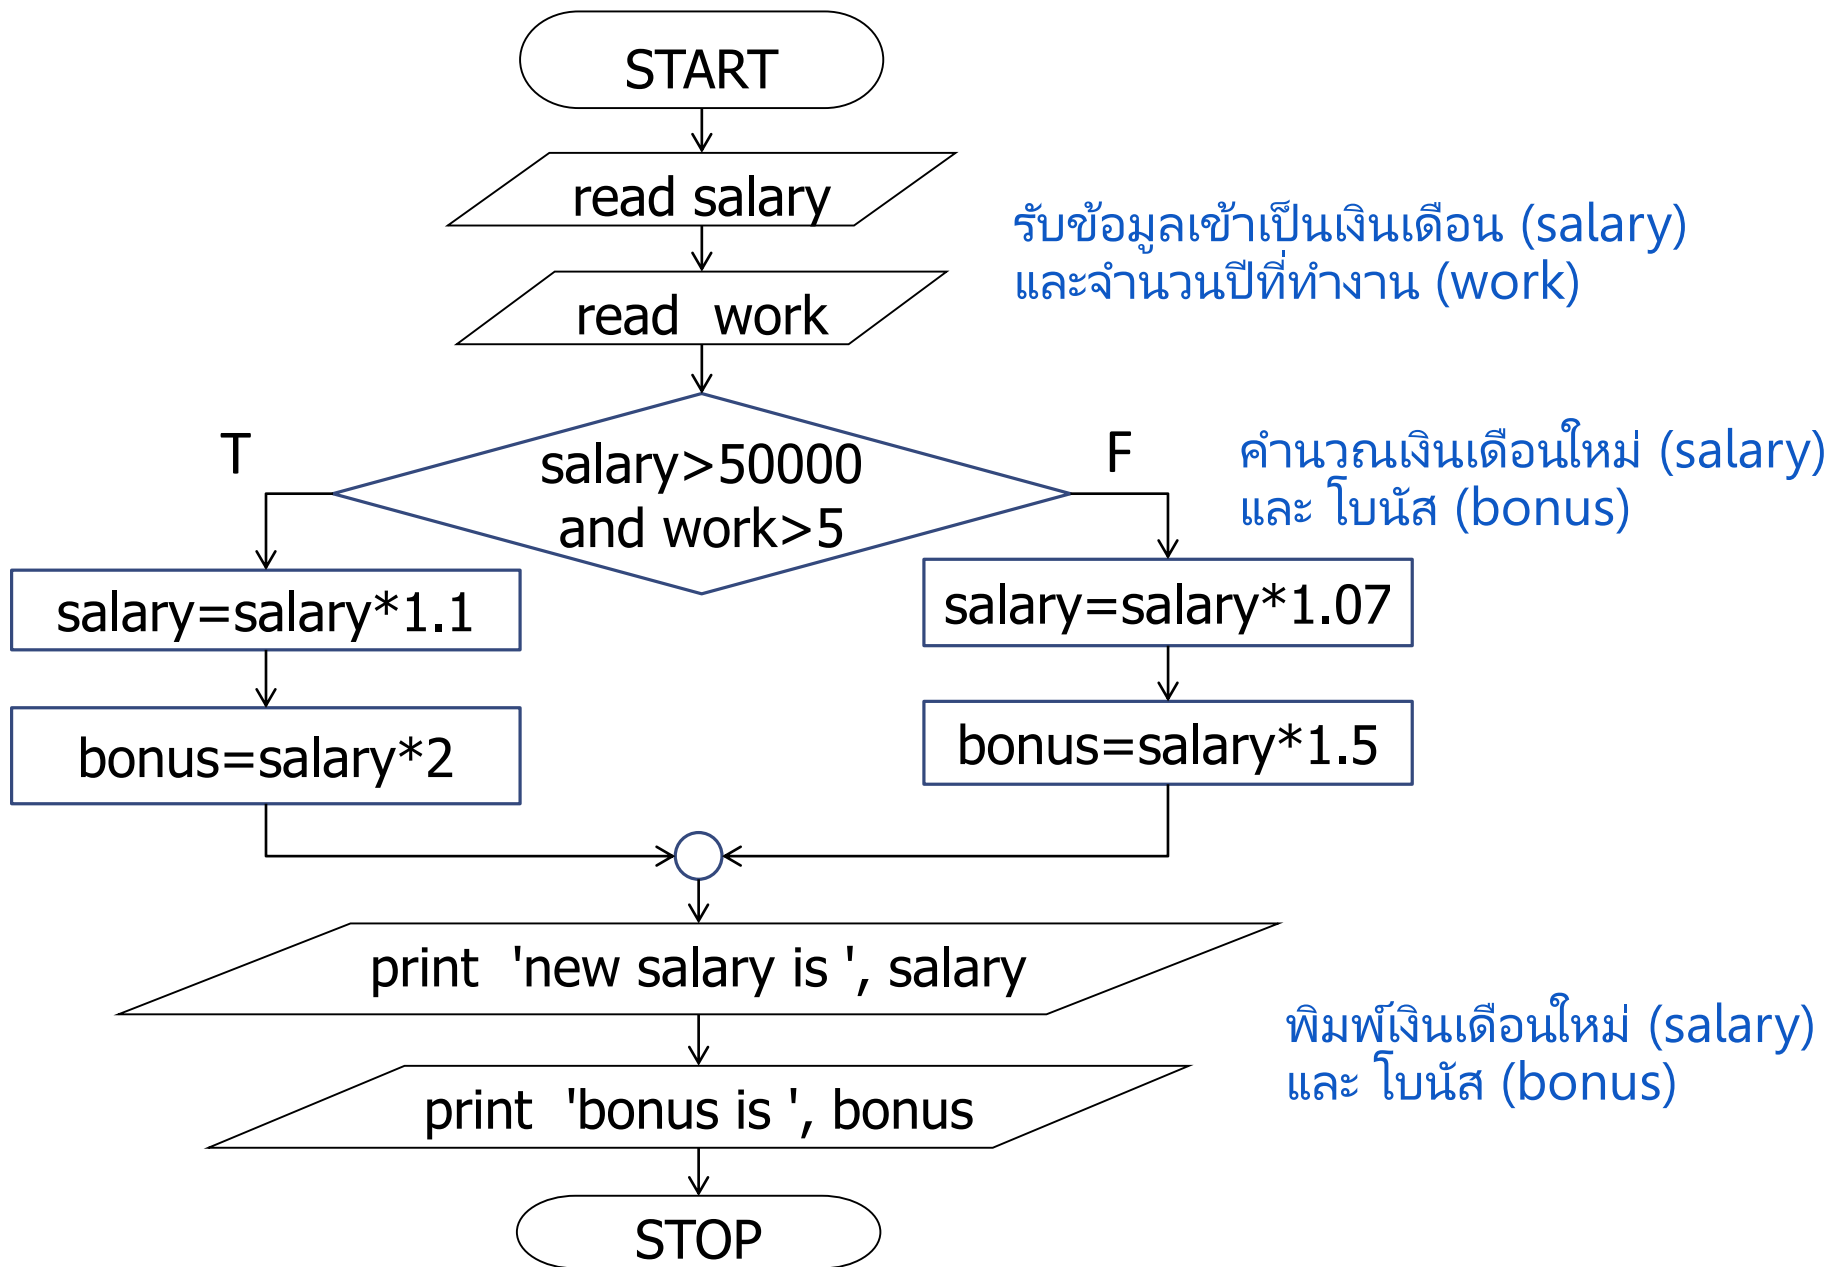 START
read salary
รับข้อมูลเข้าเป็นเงินเดือน (salary)
และจำนวนปีที่ทำงาน (work)
read  work
T
salary>50000
and work>5
F
คำนวณเงินเดือนใหม่ (salary)
และ โบนัส (bonus)
salary=salary*1.1
salary=salary*1.07
bonus=salary*2
bonus=salary*1.5
print  'new salary is ', salary
พิมพ์เงินเดือนใหม่ (salary)
และ โบนัส (bonus)
print  'bonus is ', bonus
STOP